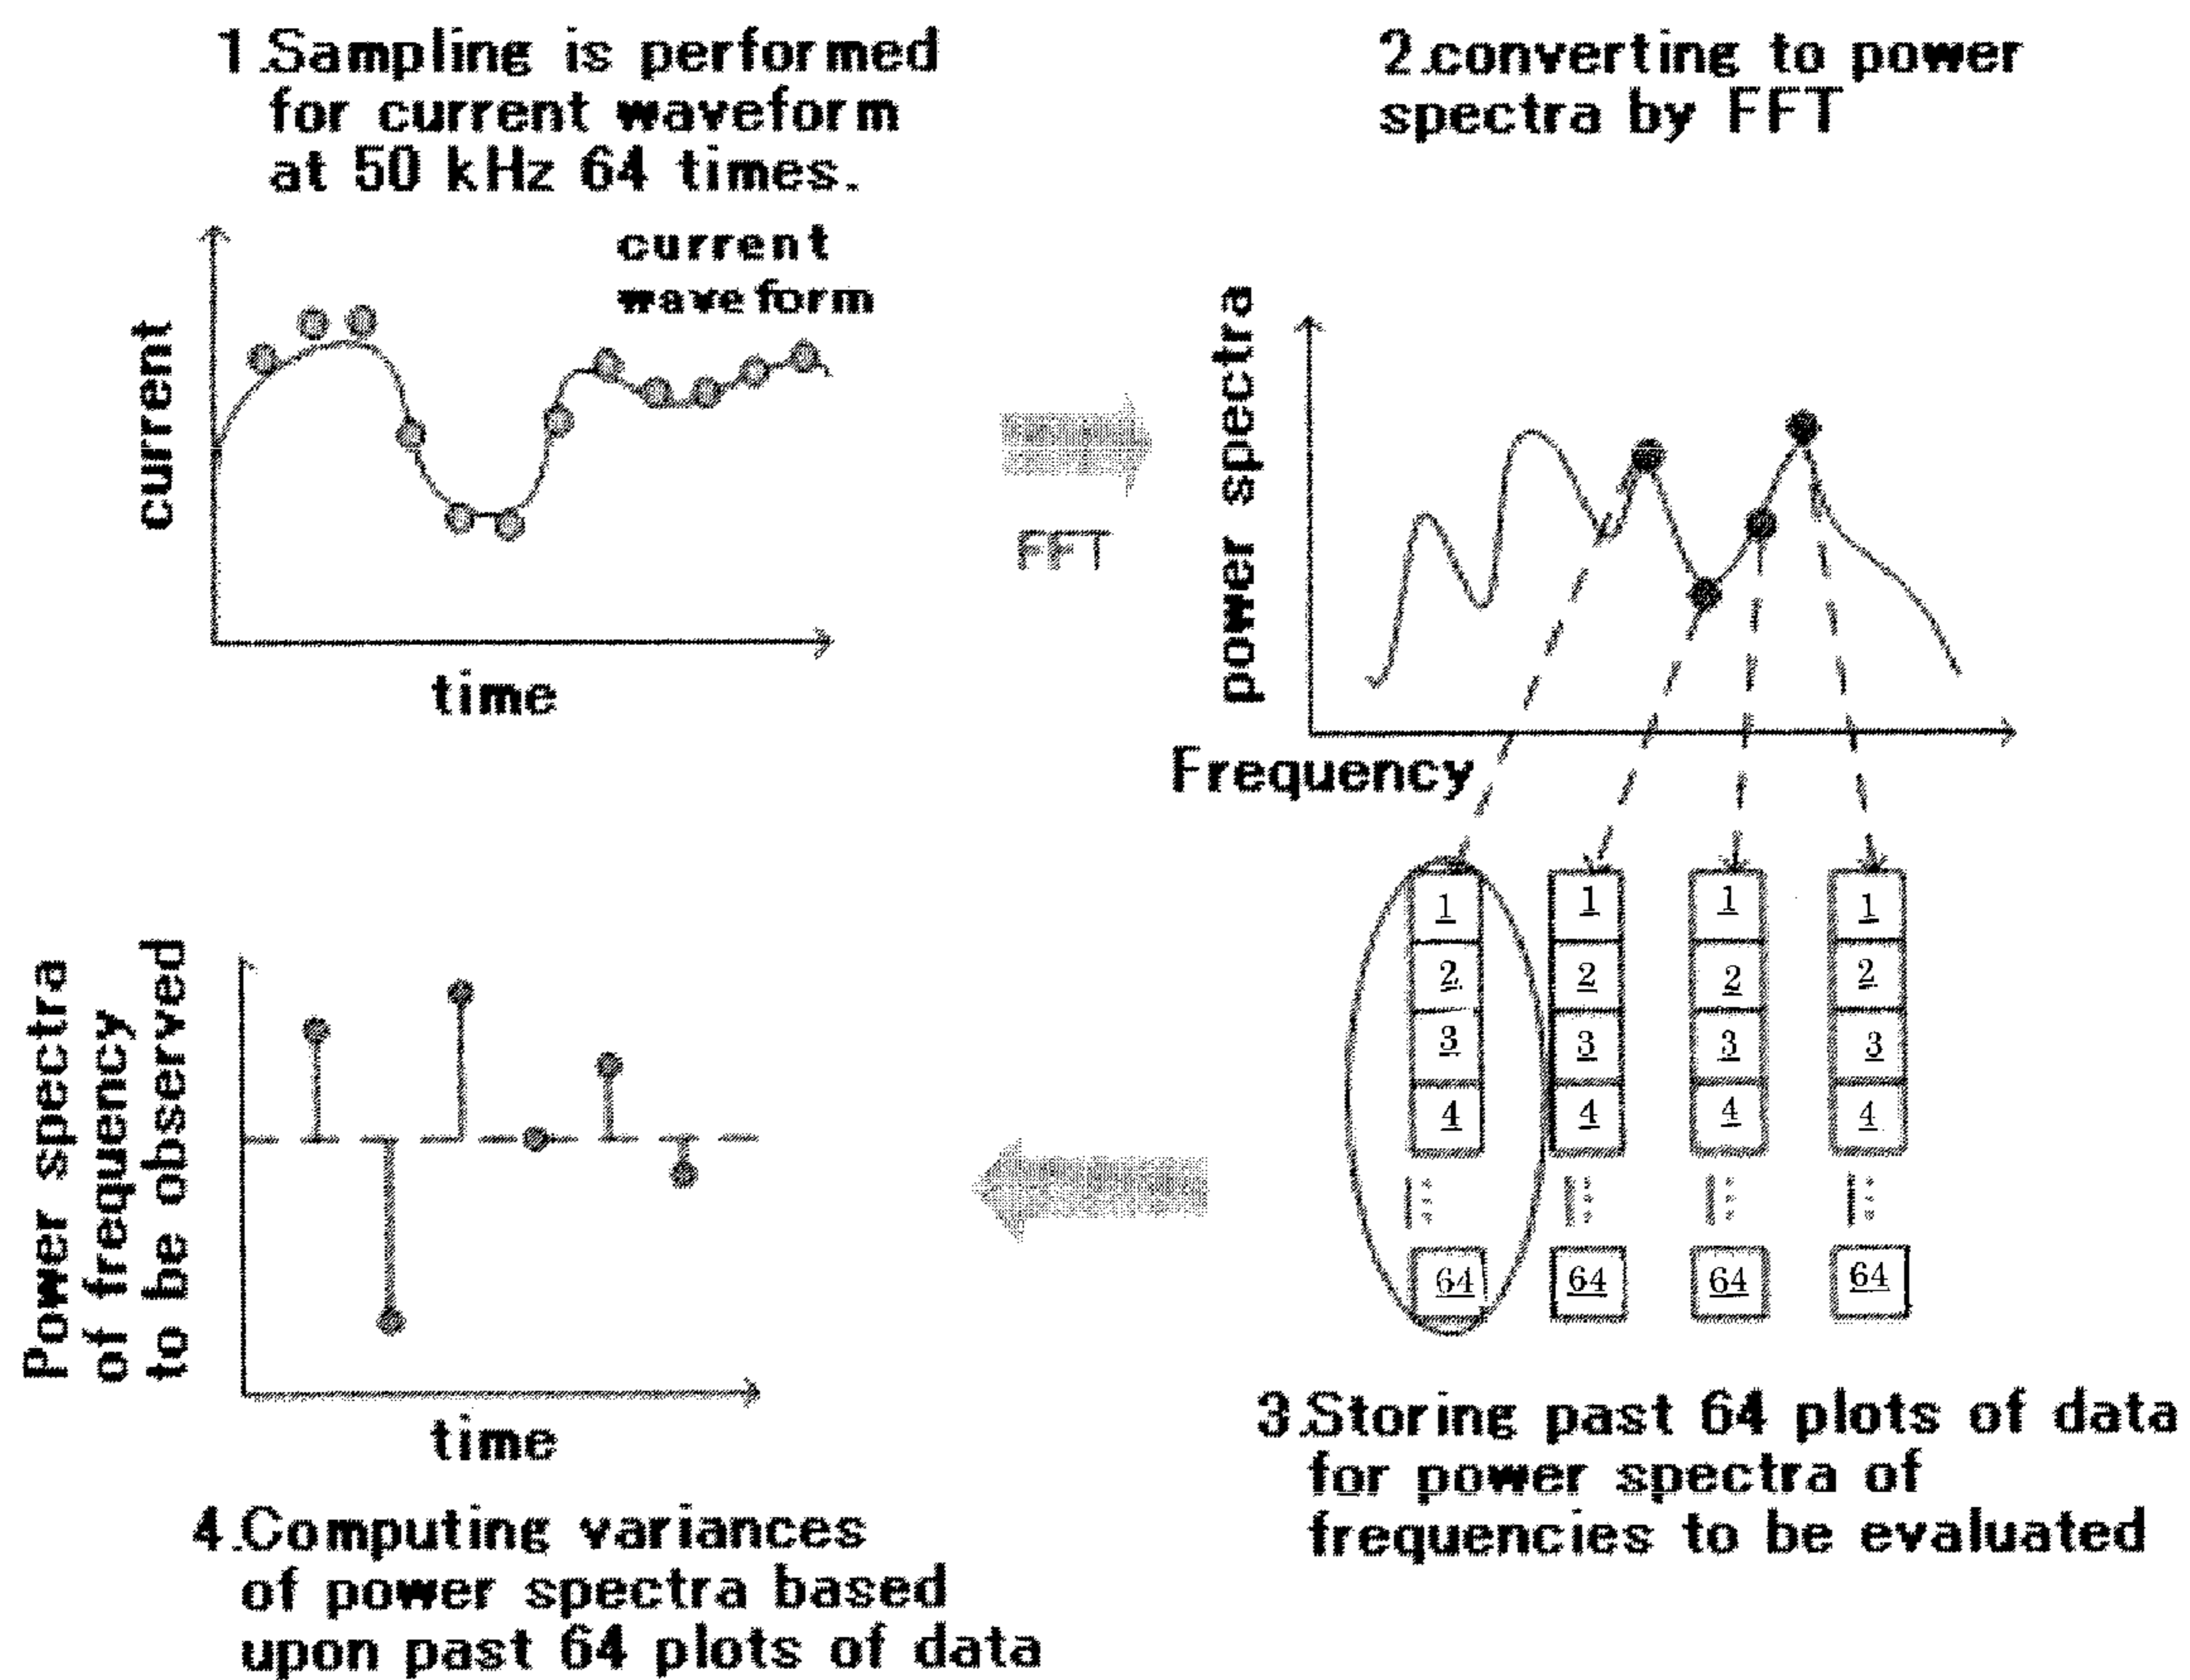 1.Sampling is performed
for current waveform
at 50 kHz 64 times.
current
waveform
current
time
FFT
2.converting to power
spectra by FFT
power spectra
Frequency
1 1 1 1
2 2 2 2
3 3 3 3
4 4 4 4
64 64 64 64
3.Storing past 64 plots of data
for power spectra of
frequencies to be evaluated
Power spectra
of frequency
to be observed
time
4.Computing variances
of power spectra based
upon past 64 plots of data